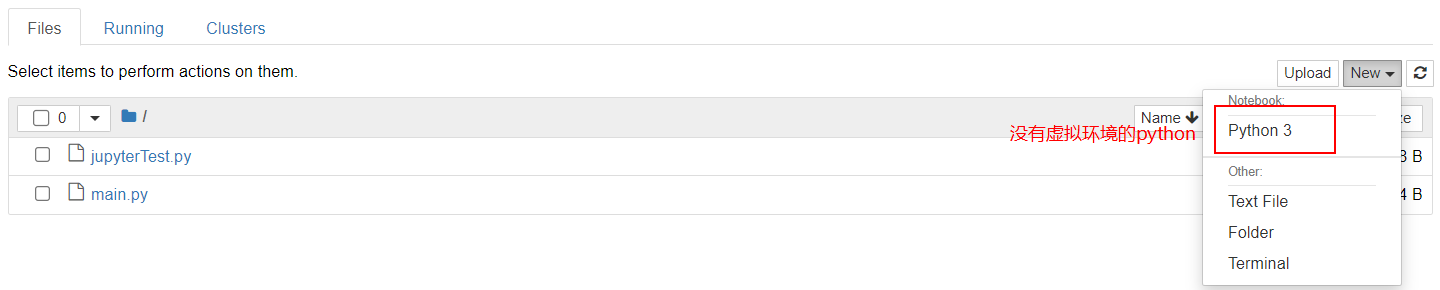 Files
Running
Clusters
Select items to perform actions on them.
Upload
New
0
/
Name
ze
Notebook:
没有虚拟环境的python
Python 3
jupyterTest.py
8 B
Other:
main.py
4 B
Text File
Folder
Terminal